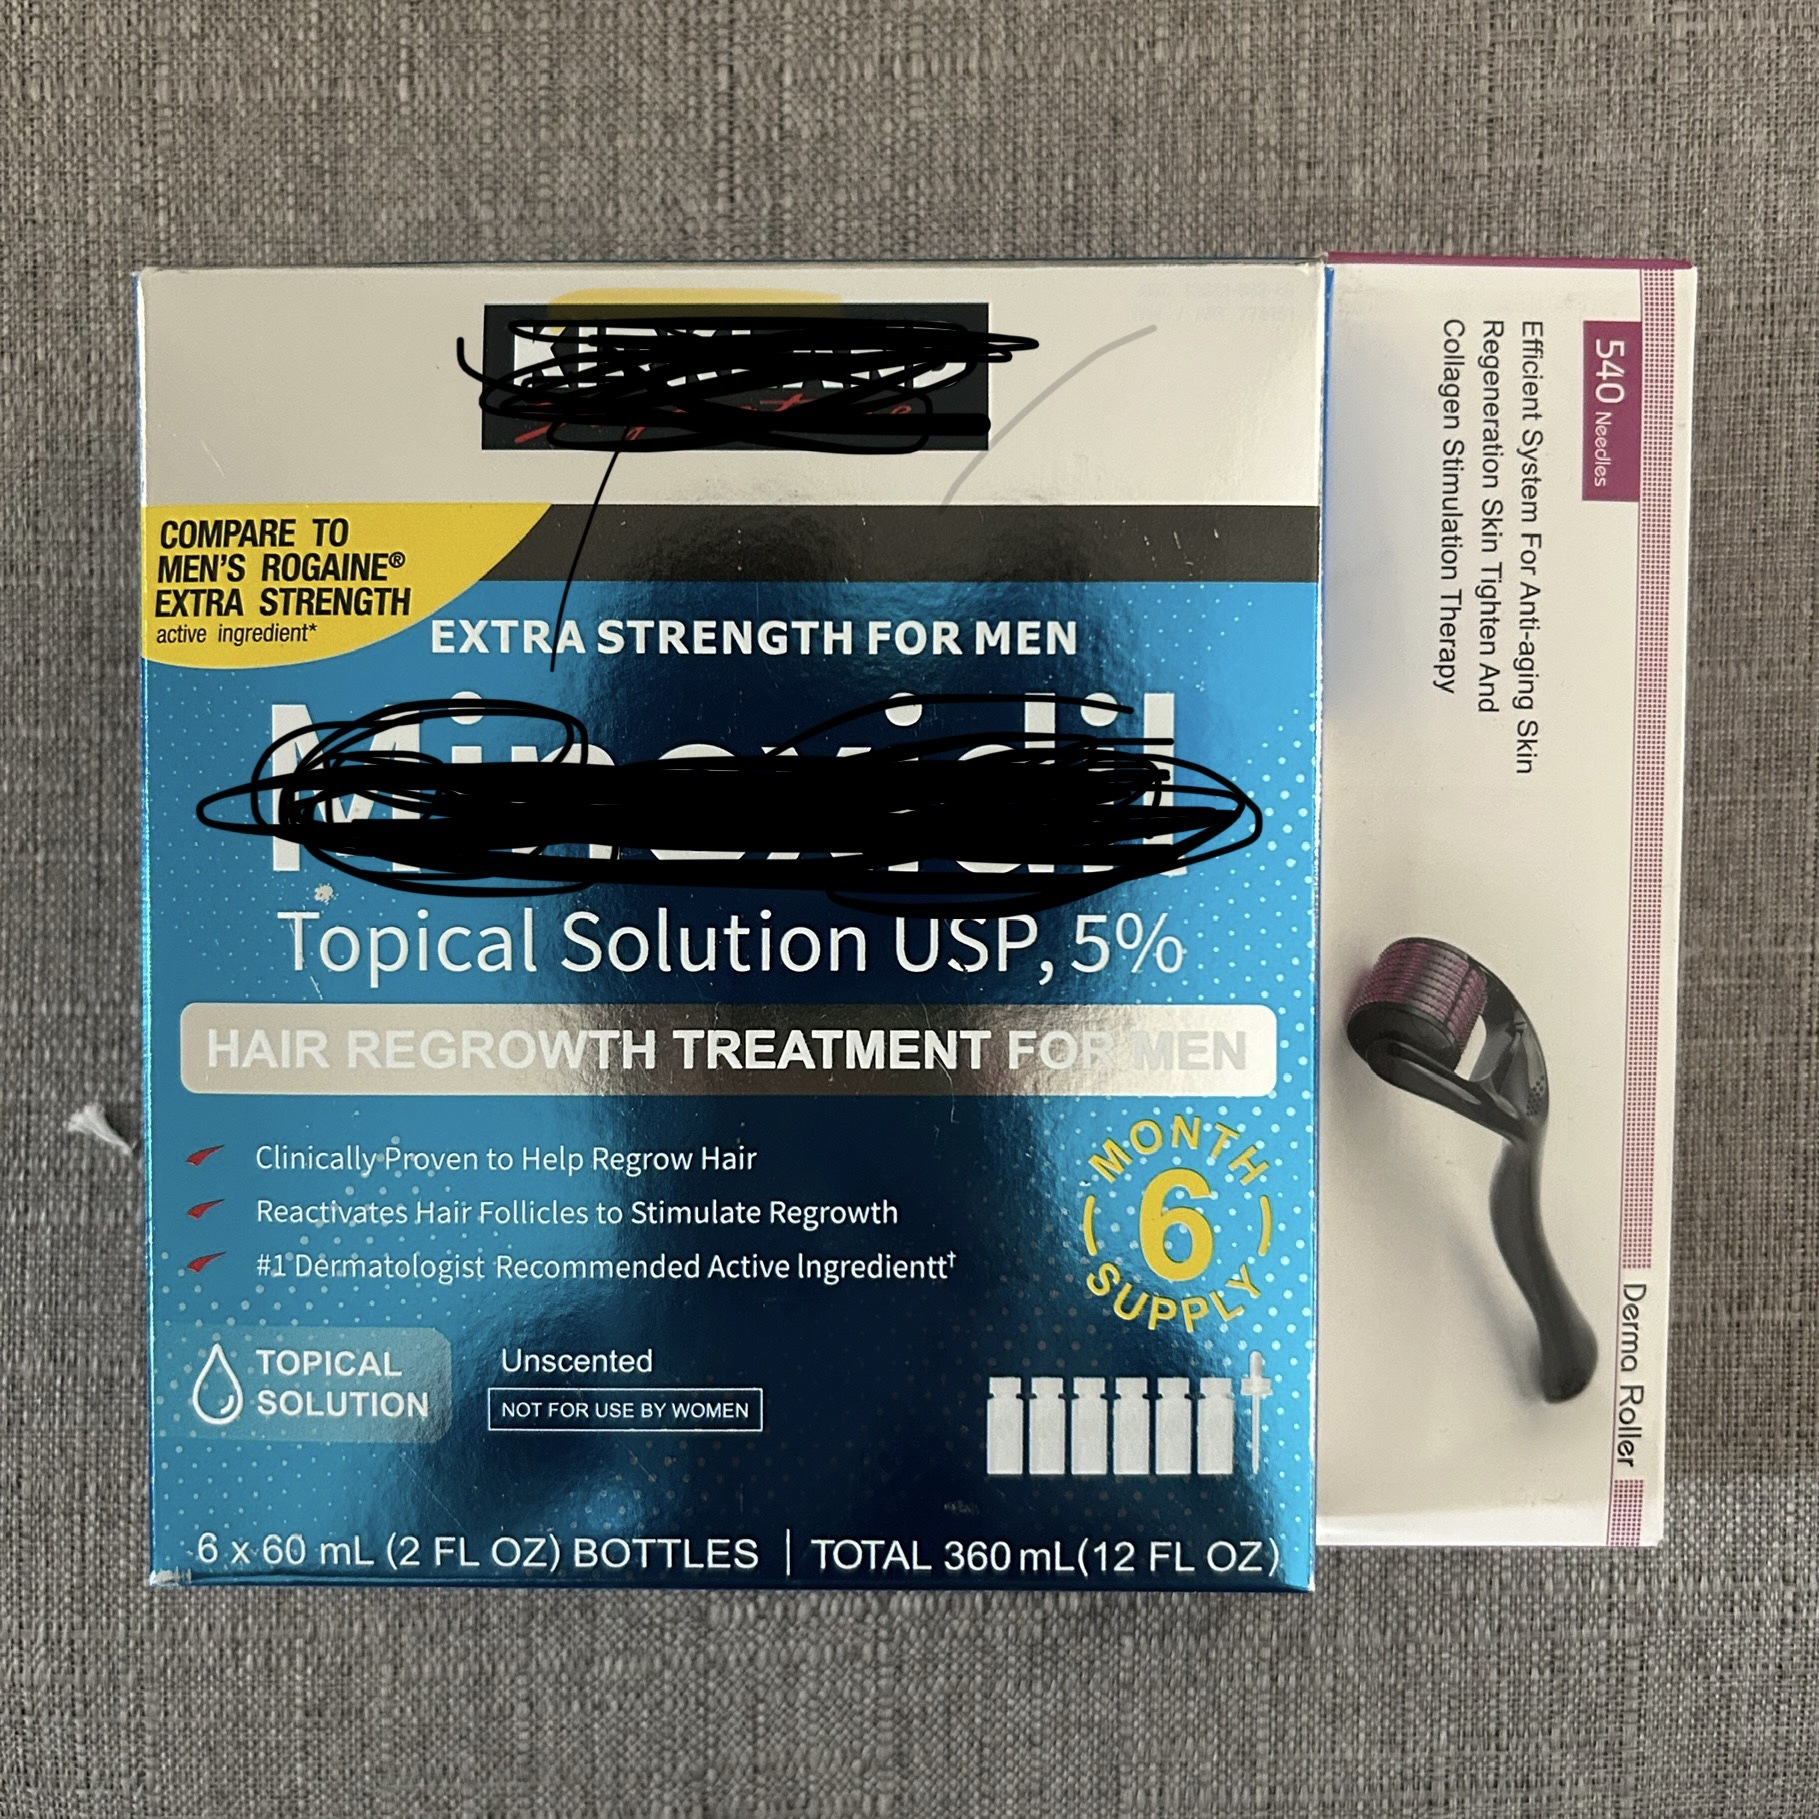 COMPARE TO
MEN'S ROGAINE®
EXTRA STRENGTH
active ingredient*
EXTRA STRENGTH FOR MEN
Minoxidil
Topical Solution USP, 5%
HAIR REGROWTH TREATMENT FOR MEN
Clinically Proven to Help Regrow Hair
Reactivates Hair Follicles to Stimulate Regrowth
#1 Dermatologist Recommended Active Ingredientt†
MONTH
6
SUPPLY
TOPICAL
SOLUTION
Unscented
NOT FOR USE BY WOMEN
6 x 60 mL (2 FL OZ) BOTTLES | TOTAL 360 mL(12 FL OZ)
540 Needles
Efficient System For Anti-aging Skin
Regeneration Skin Tighten And
Collagen Stimulation Therapy
Derma Roller